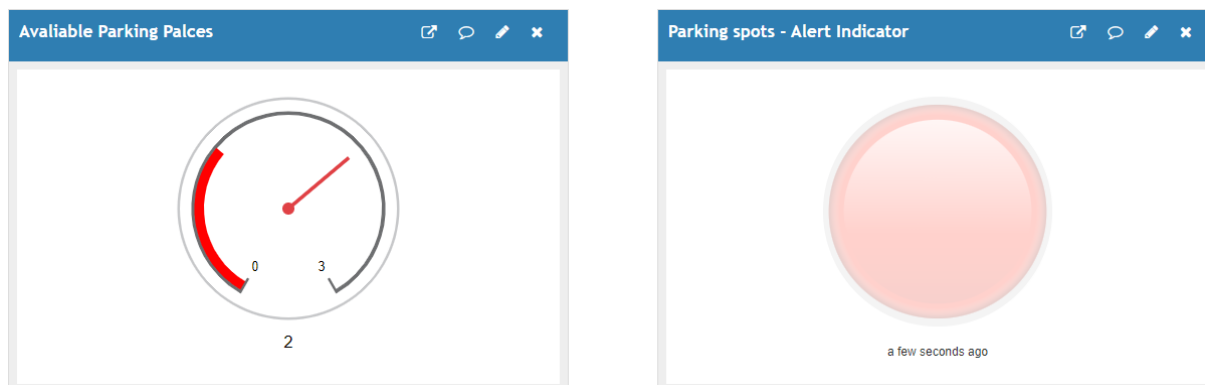 Avaliable Parking Palces
Parking spots - Alert Indicator
0 3
2
a few seconds ago